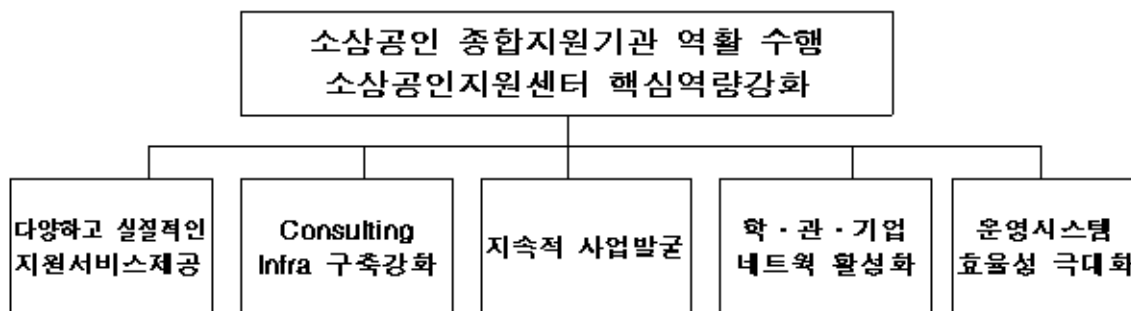 소삼공인 종합지원기관 역활 수행
소삼공인지원센터 핵심역량강화
다양하고 실질적인
지원서비스제공
Consulting
Infra 구축강화
지속적 사업발굴
학·관·기업
네트웍 활성화
운영시스템
효율성 극대화